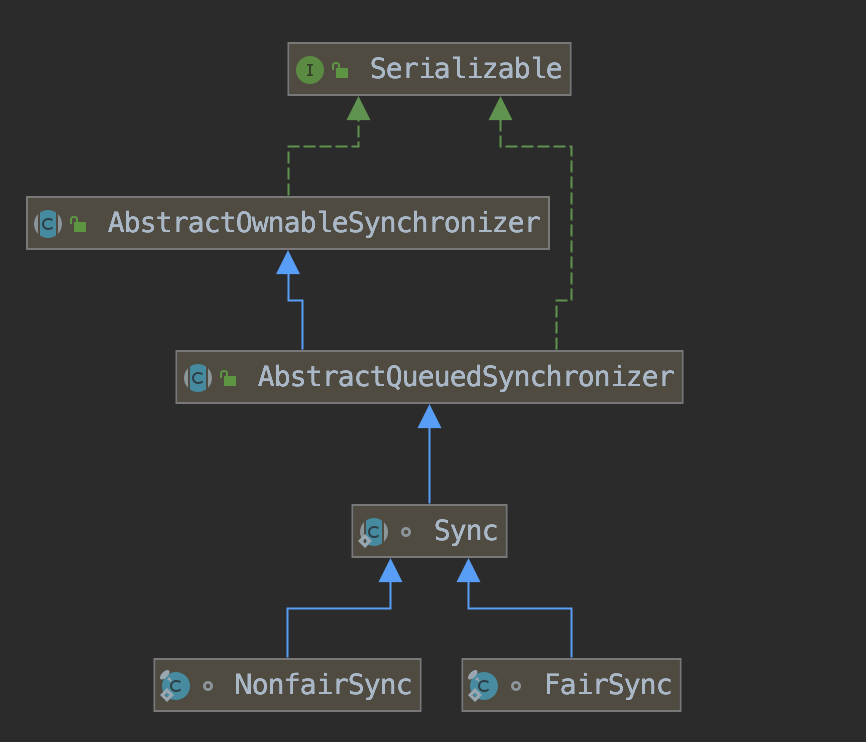 I Serializable
C AbstractOwnableSynchronizer
C AbstractQueuedSynchronizer
C Sync
C NonfairSync
C FairSync